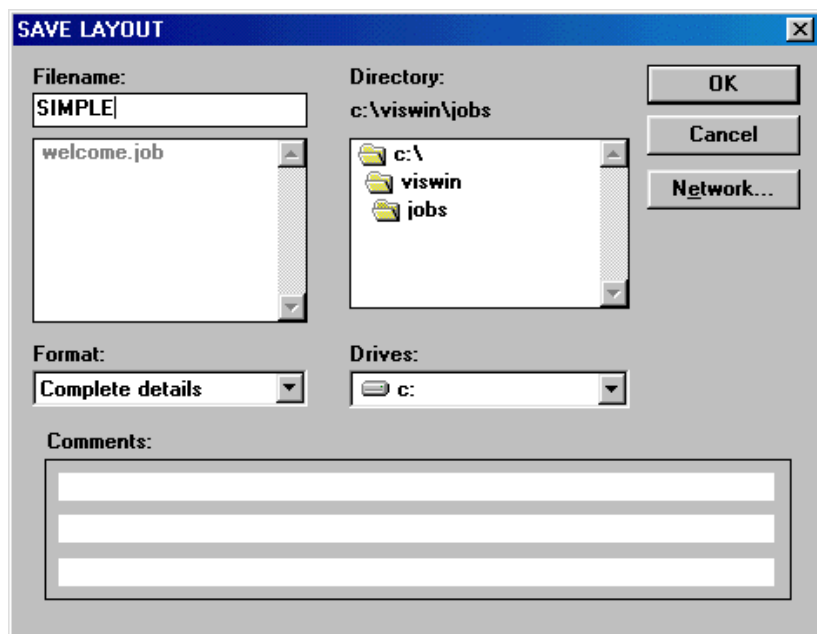 SAVE LAYOUT
Filename:
SIMPLE
welcome.job
Format:
Complete details
Directory:
c:\viswin\jobs
c:\
viswin
jobs
Drives:
c:
OK
Cancel
Network...
Comments: